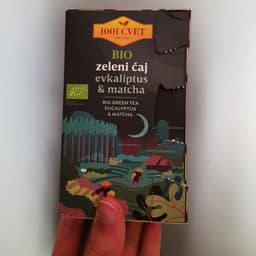 1001 CVET
BIO
zeleni čaj
evkaliptus
& matcha
BIO GREEN TEA
EUCALYPTUS
& MATCHA